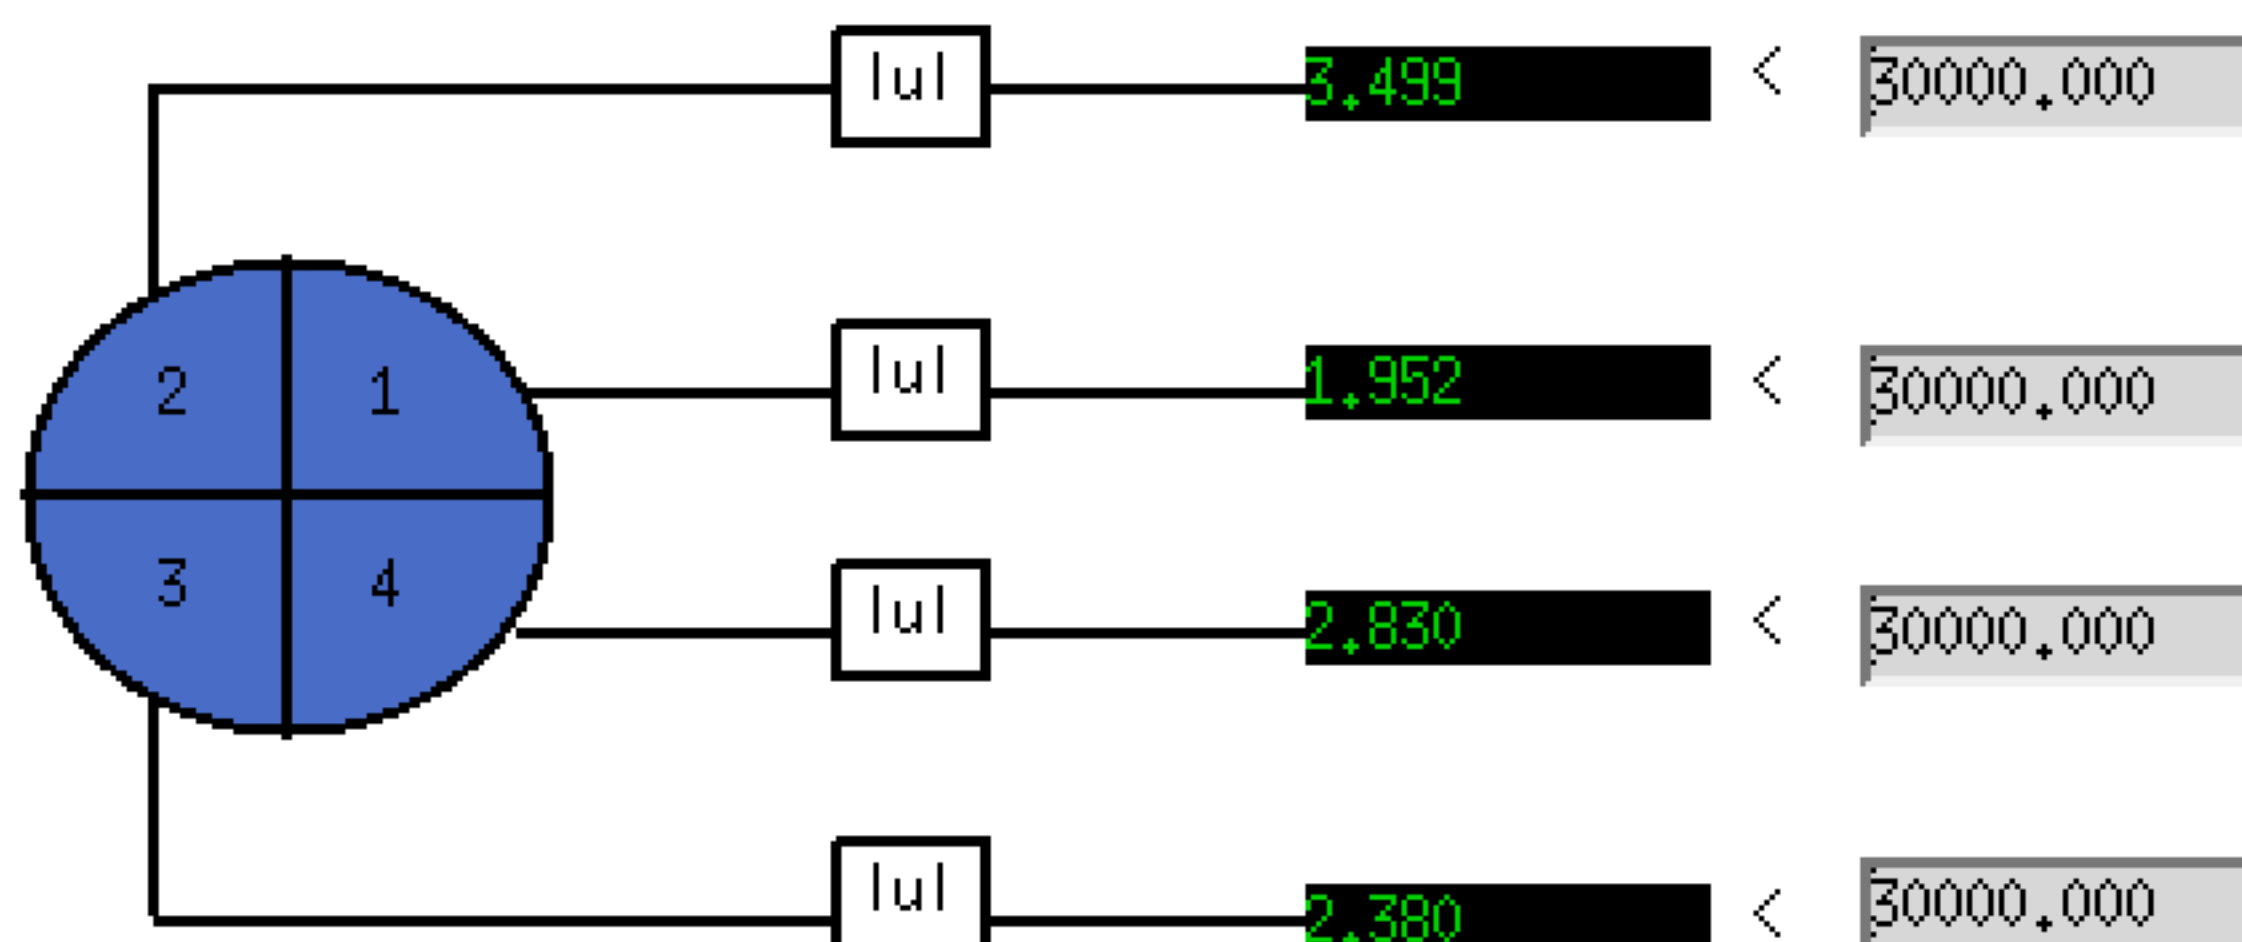 |u| 3.499 < 30000.000
2 1
|u| 1.952 < 30000.000
3 4
|u| 2.830 < 30000.000
|u| 2.380 < 30000.000